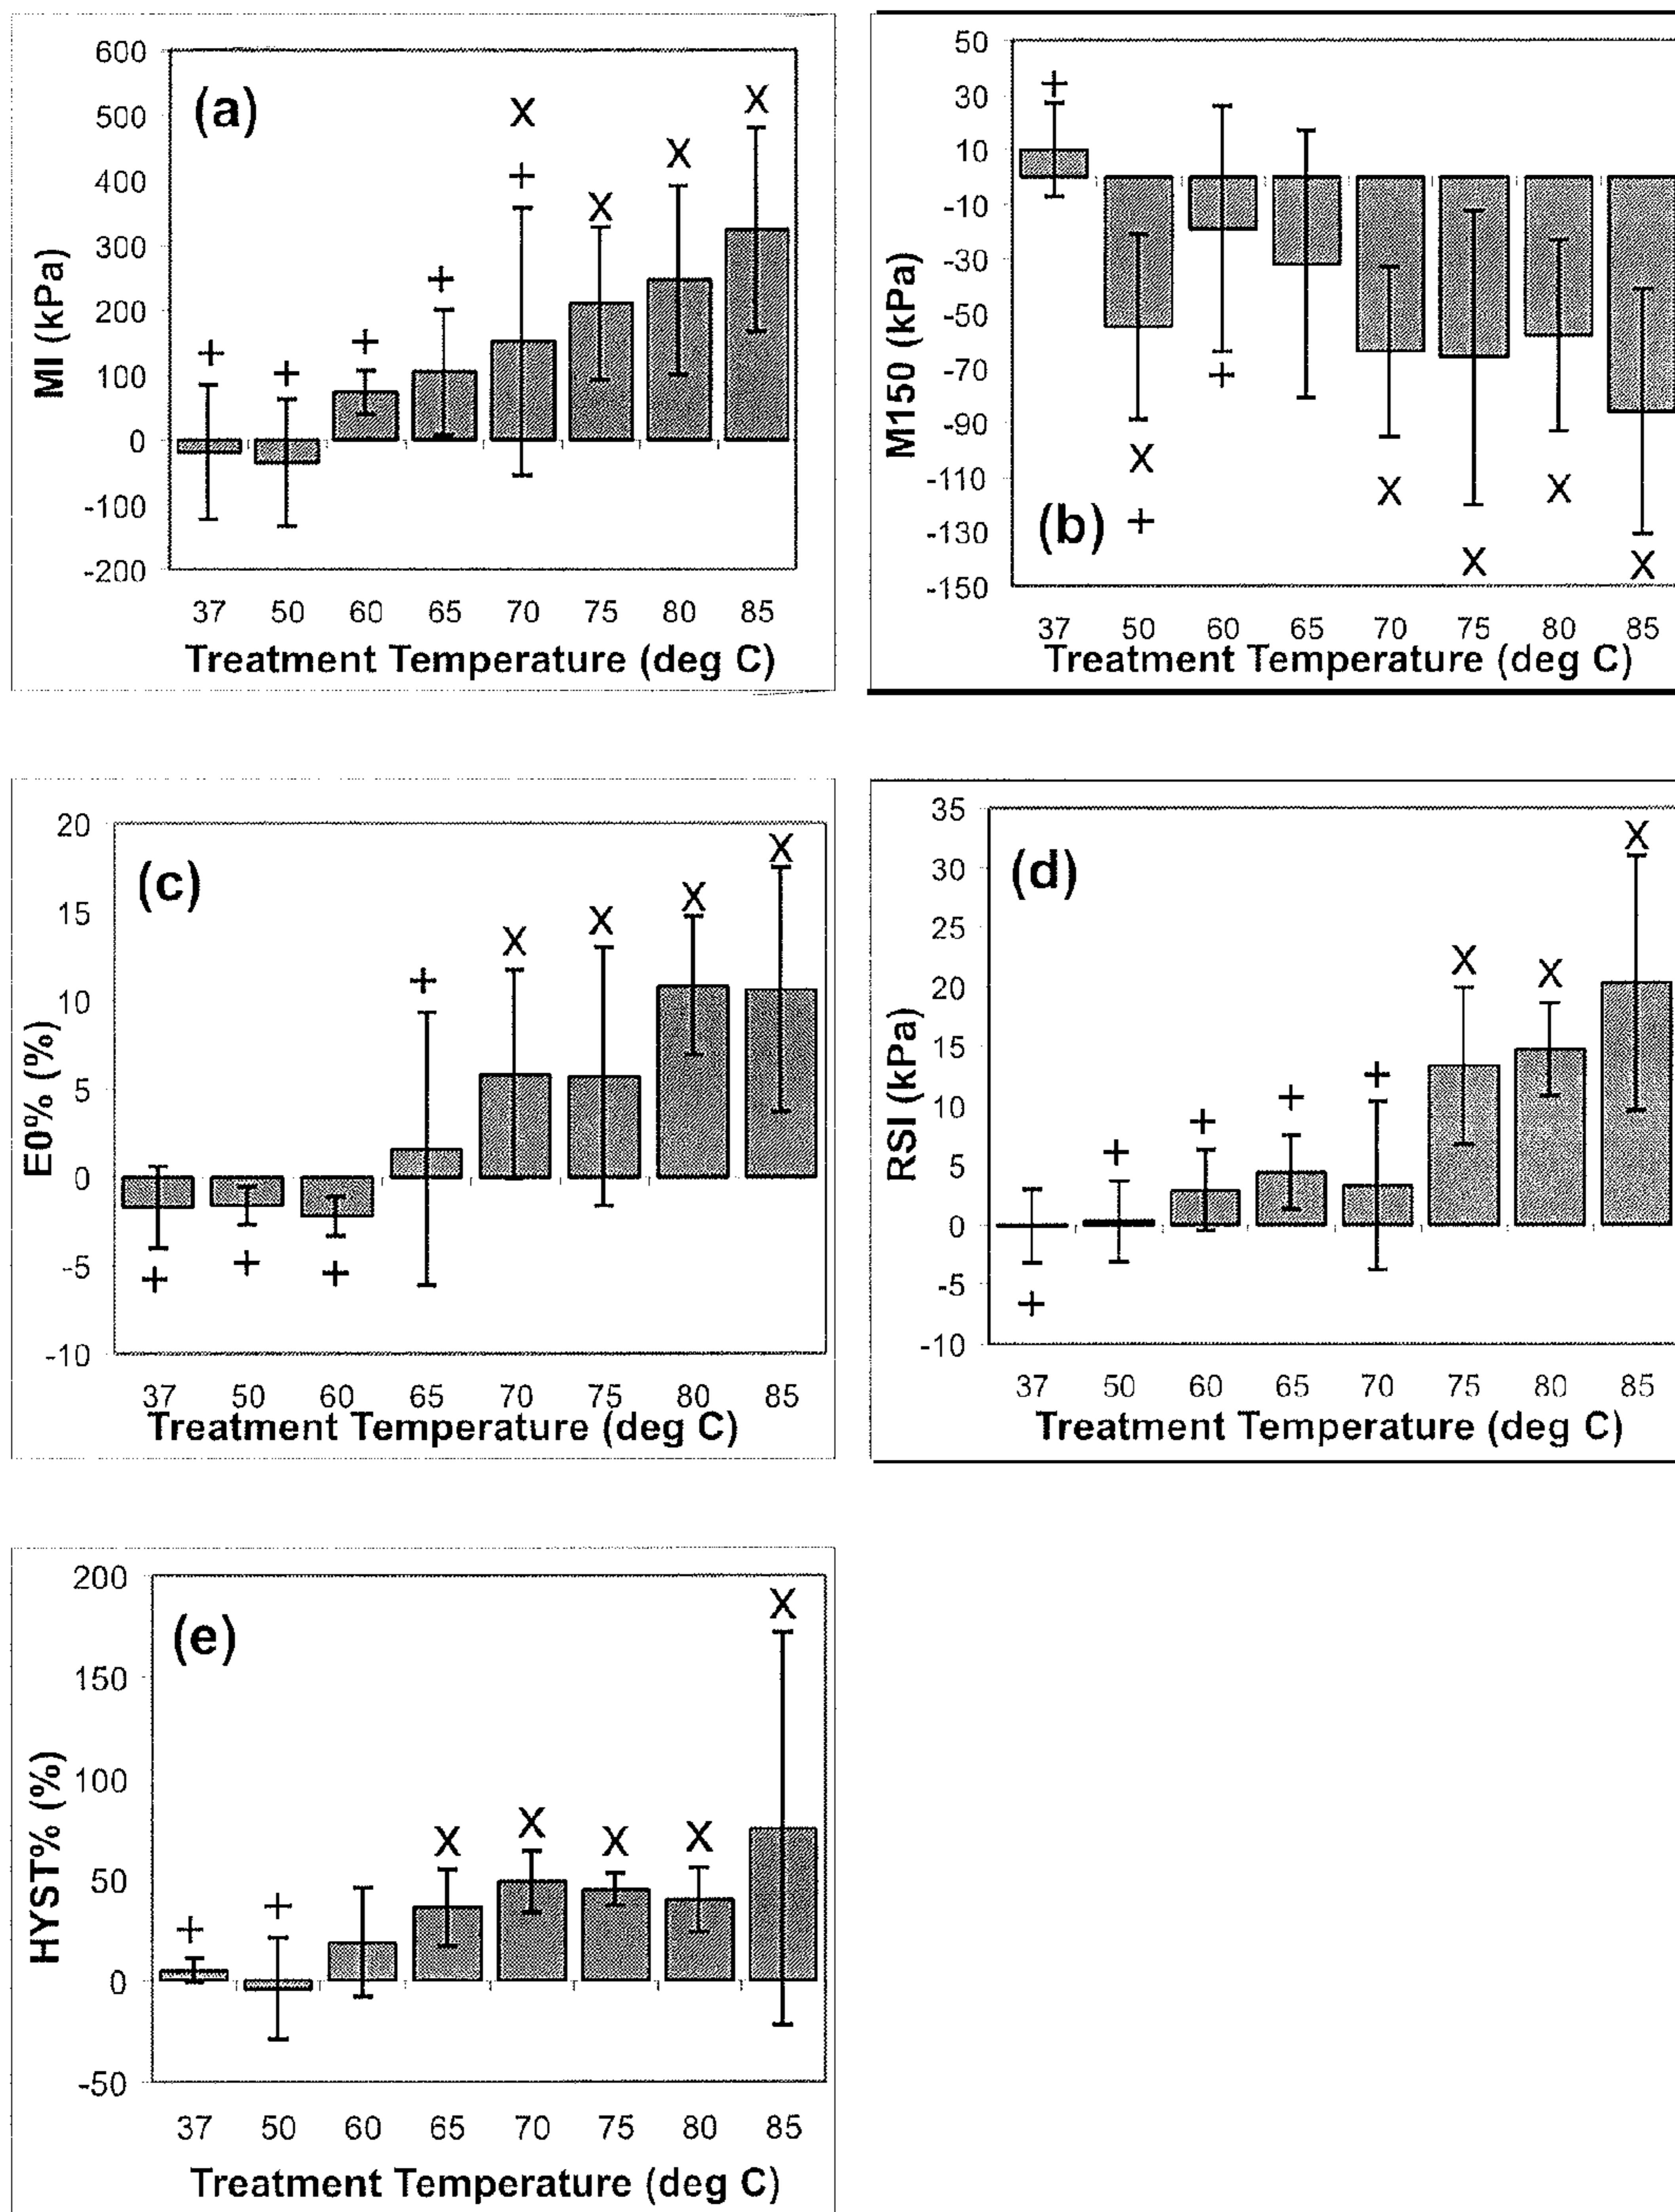 600
500
400
300
200
100
0
-100
-200
MI (kPa)
(a)
+ + + + X + X X X
37 50 60 65 70 75 80 85
Treatment Temperature (deg C)
50
30
10
-10
-30
-50
-70
-90
-110
-130
-150
M150 (kPa)
(b)
+ X + + X X X X
37 50 60 65 70 75 80 85
Treatment Temperature (deg C)
20
15
10
5
0
-5
-10
E0% (%)
(c)
+ + + + X X X X
37 50 60 65 70 75 80 85
Treatment Temperature (deg C)
35
30
25
20
15
10
5
0
-5
-10
RSI (kPa)
(d)
+ + + + + X X X
37 50 60 65 70 75 80 85
Treatment Temperature (deg C)
200
150
100
50
0
-50
HYST% (%)
(e)
+ + X X X X X
37 50 60 65 70 75 80 85
Treatment Temperature (deg C)